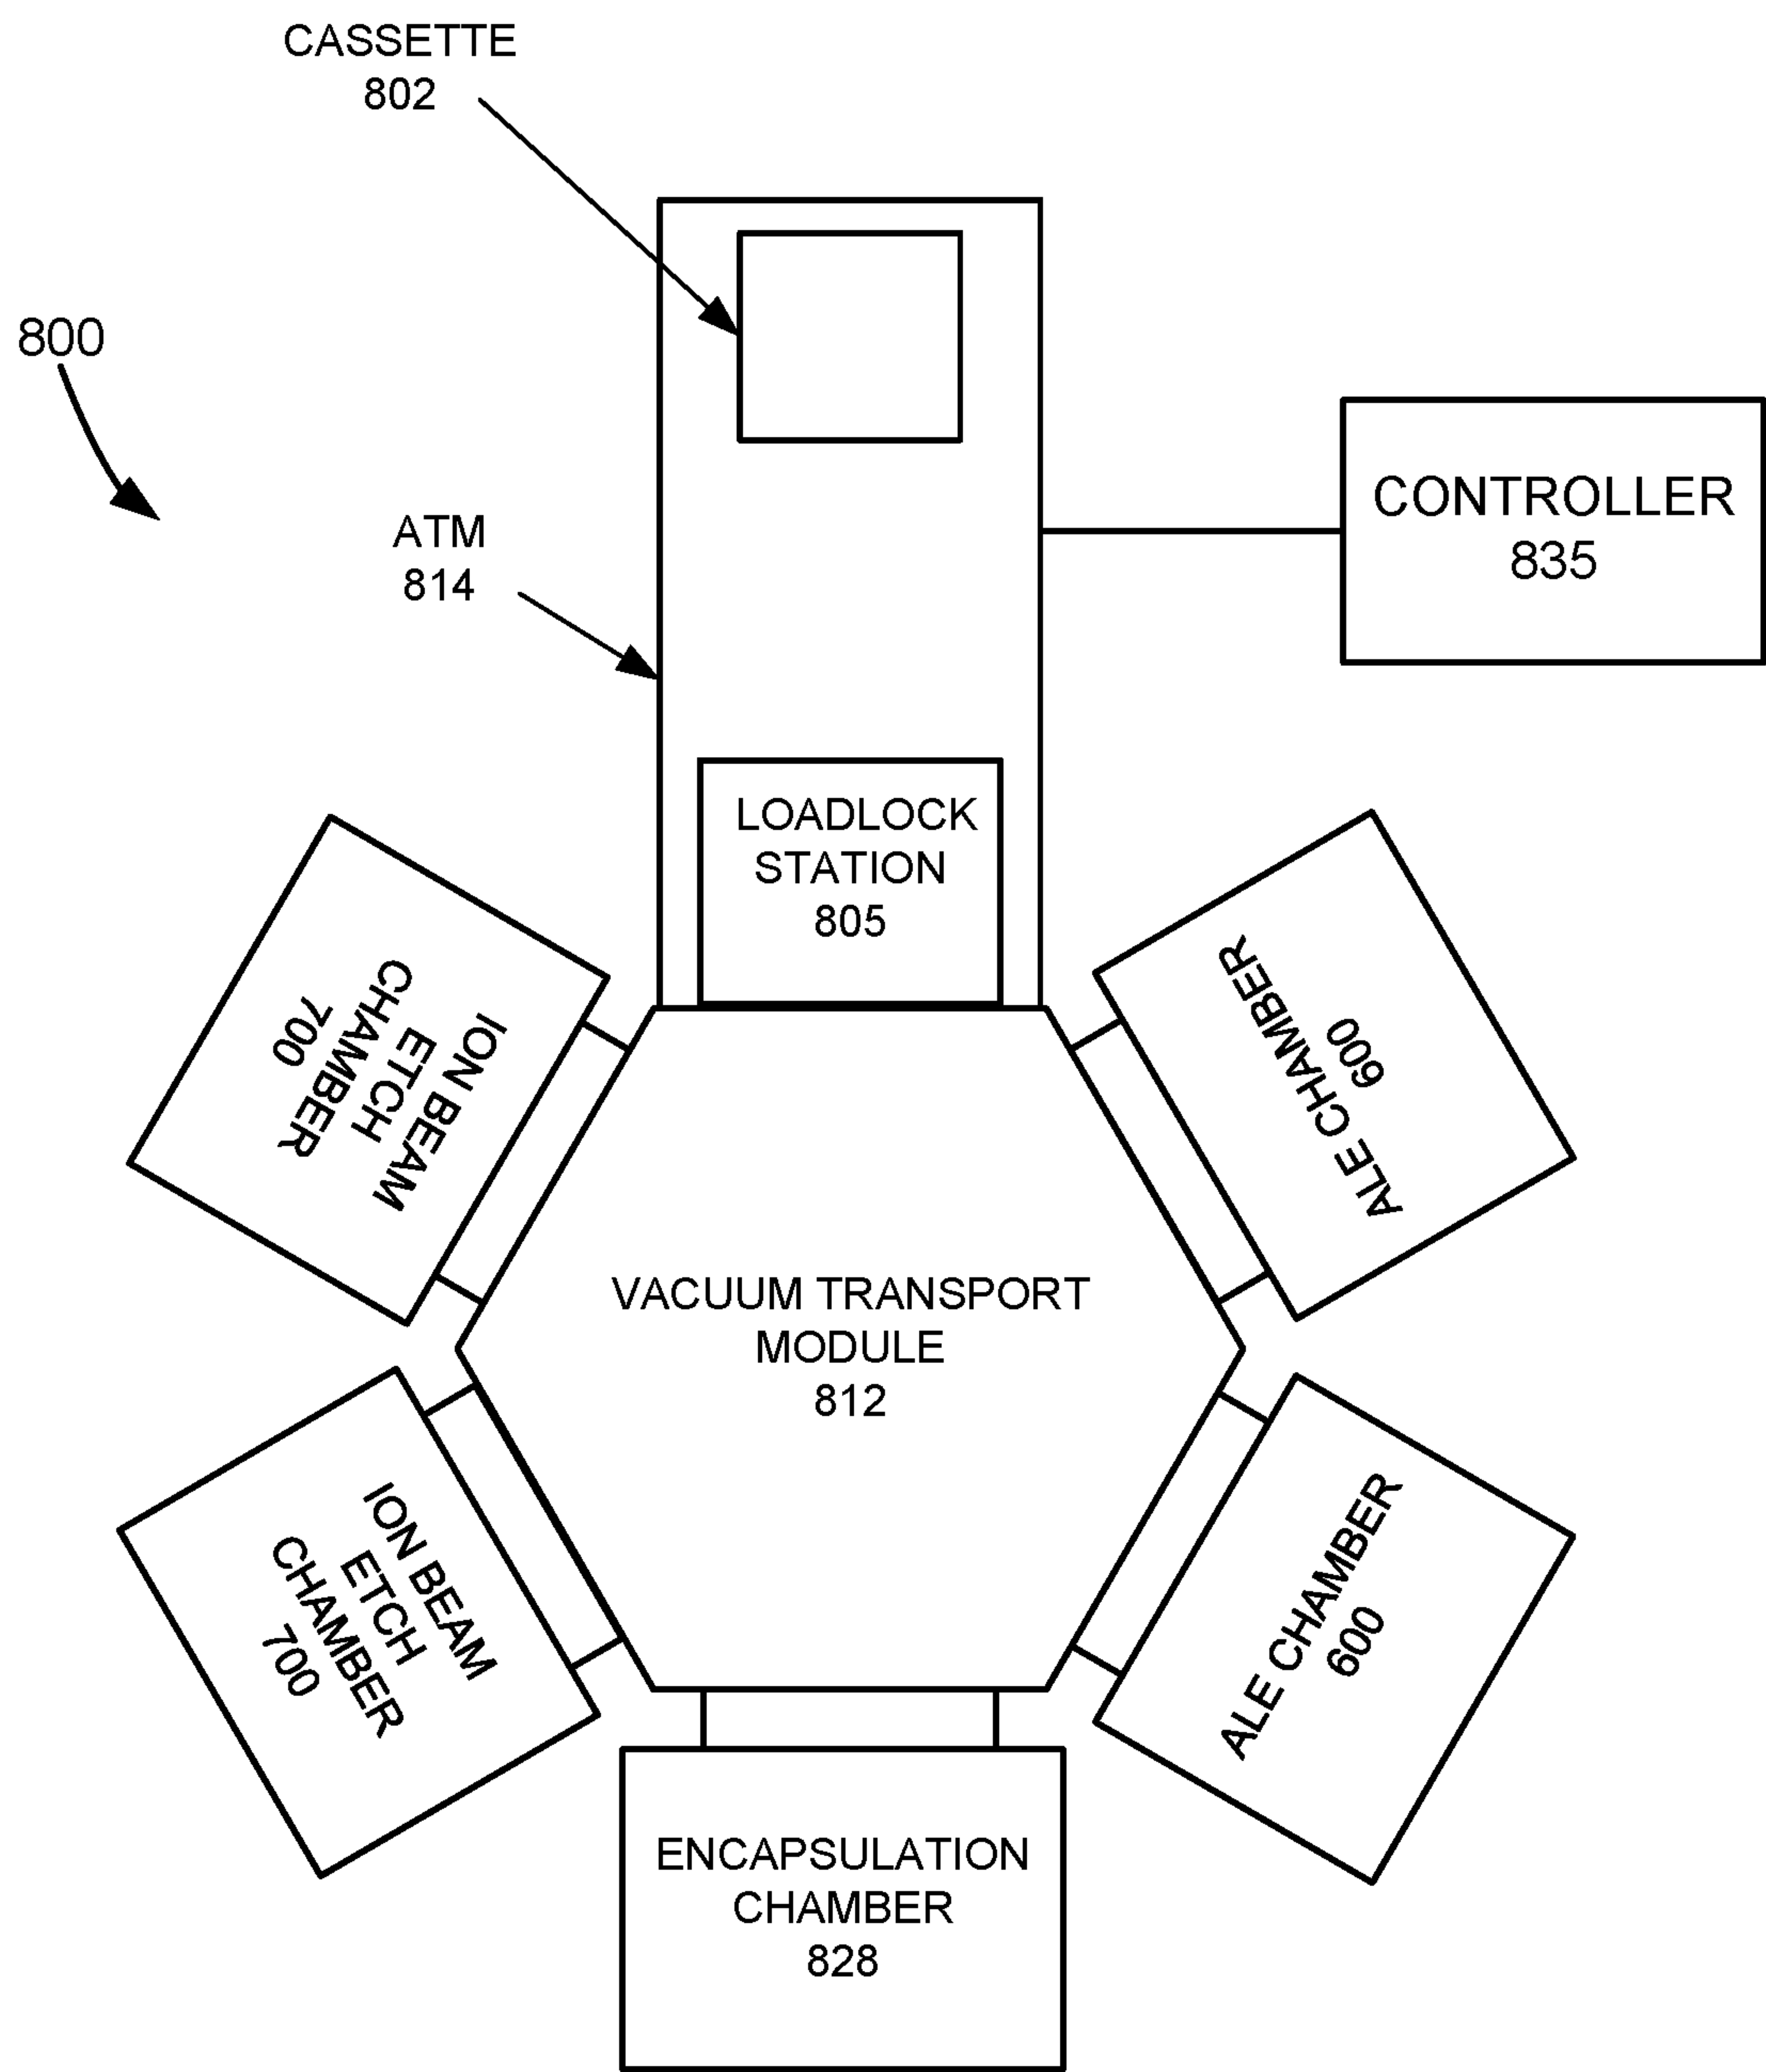 CASSETTE
802
800
ATM
814
CONTROLLER
835
LOADLOCK
STATION
805
ION BEAM
ETCH
CHAMBER
700
ALE CHAMBER
600
VACUUM TRANSPORT
MODULE
812
ION BEAM
ETCH
CHAMBER
700
ALE CHAMBER
600
ENCAPSULATION
CHAMBER
828